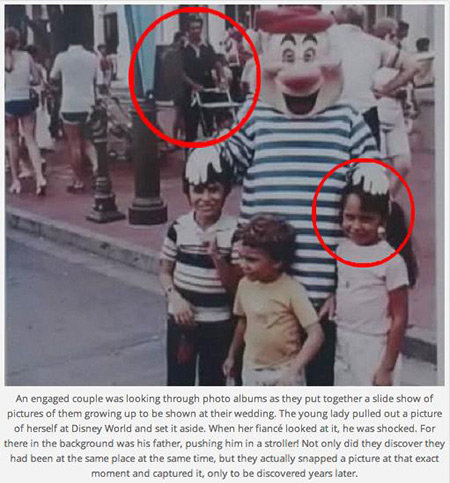 An engaged couple was looking through photo albums as they put together a slide show of
pictures of them growing up to be shown at their wedding. The young lady pulled out a picture
of herself at Disney World and set it aside. When her fiancé looked at it, he was shocked. For
there in the background was his father, pushing him in a stroller! Not only did they discover they
had been at the same place at the same time, but they actually snapped a picture at that exact
moment and captured it, only to be discovered years later.